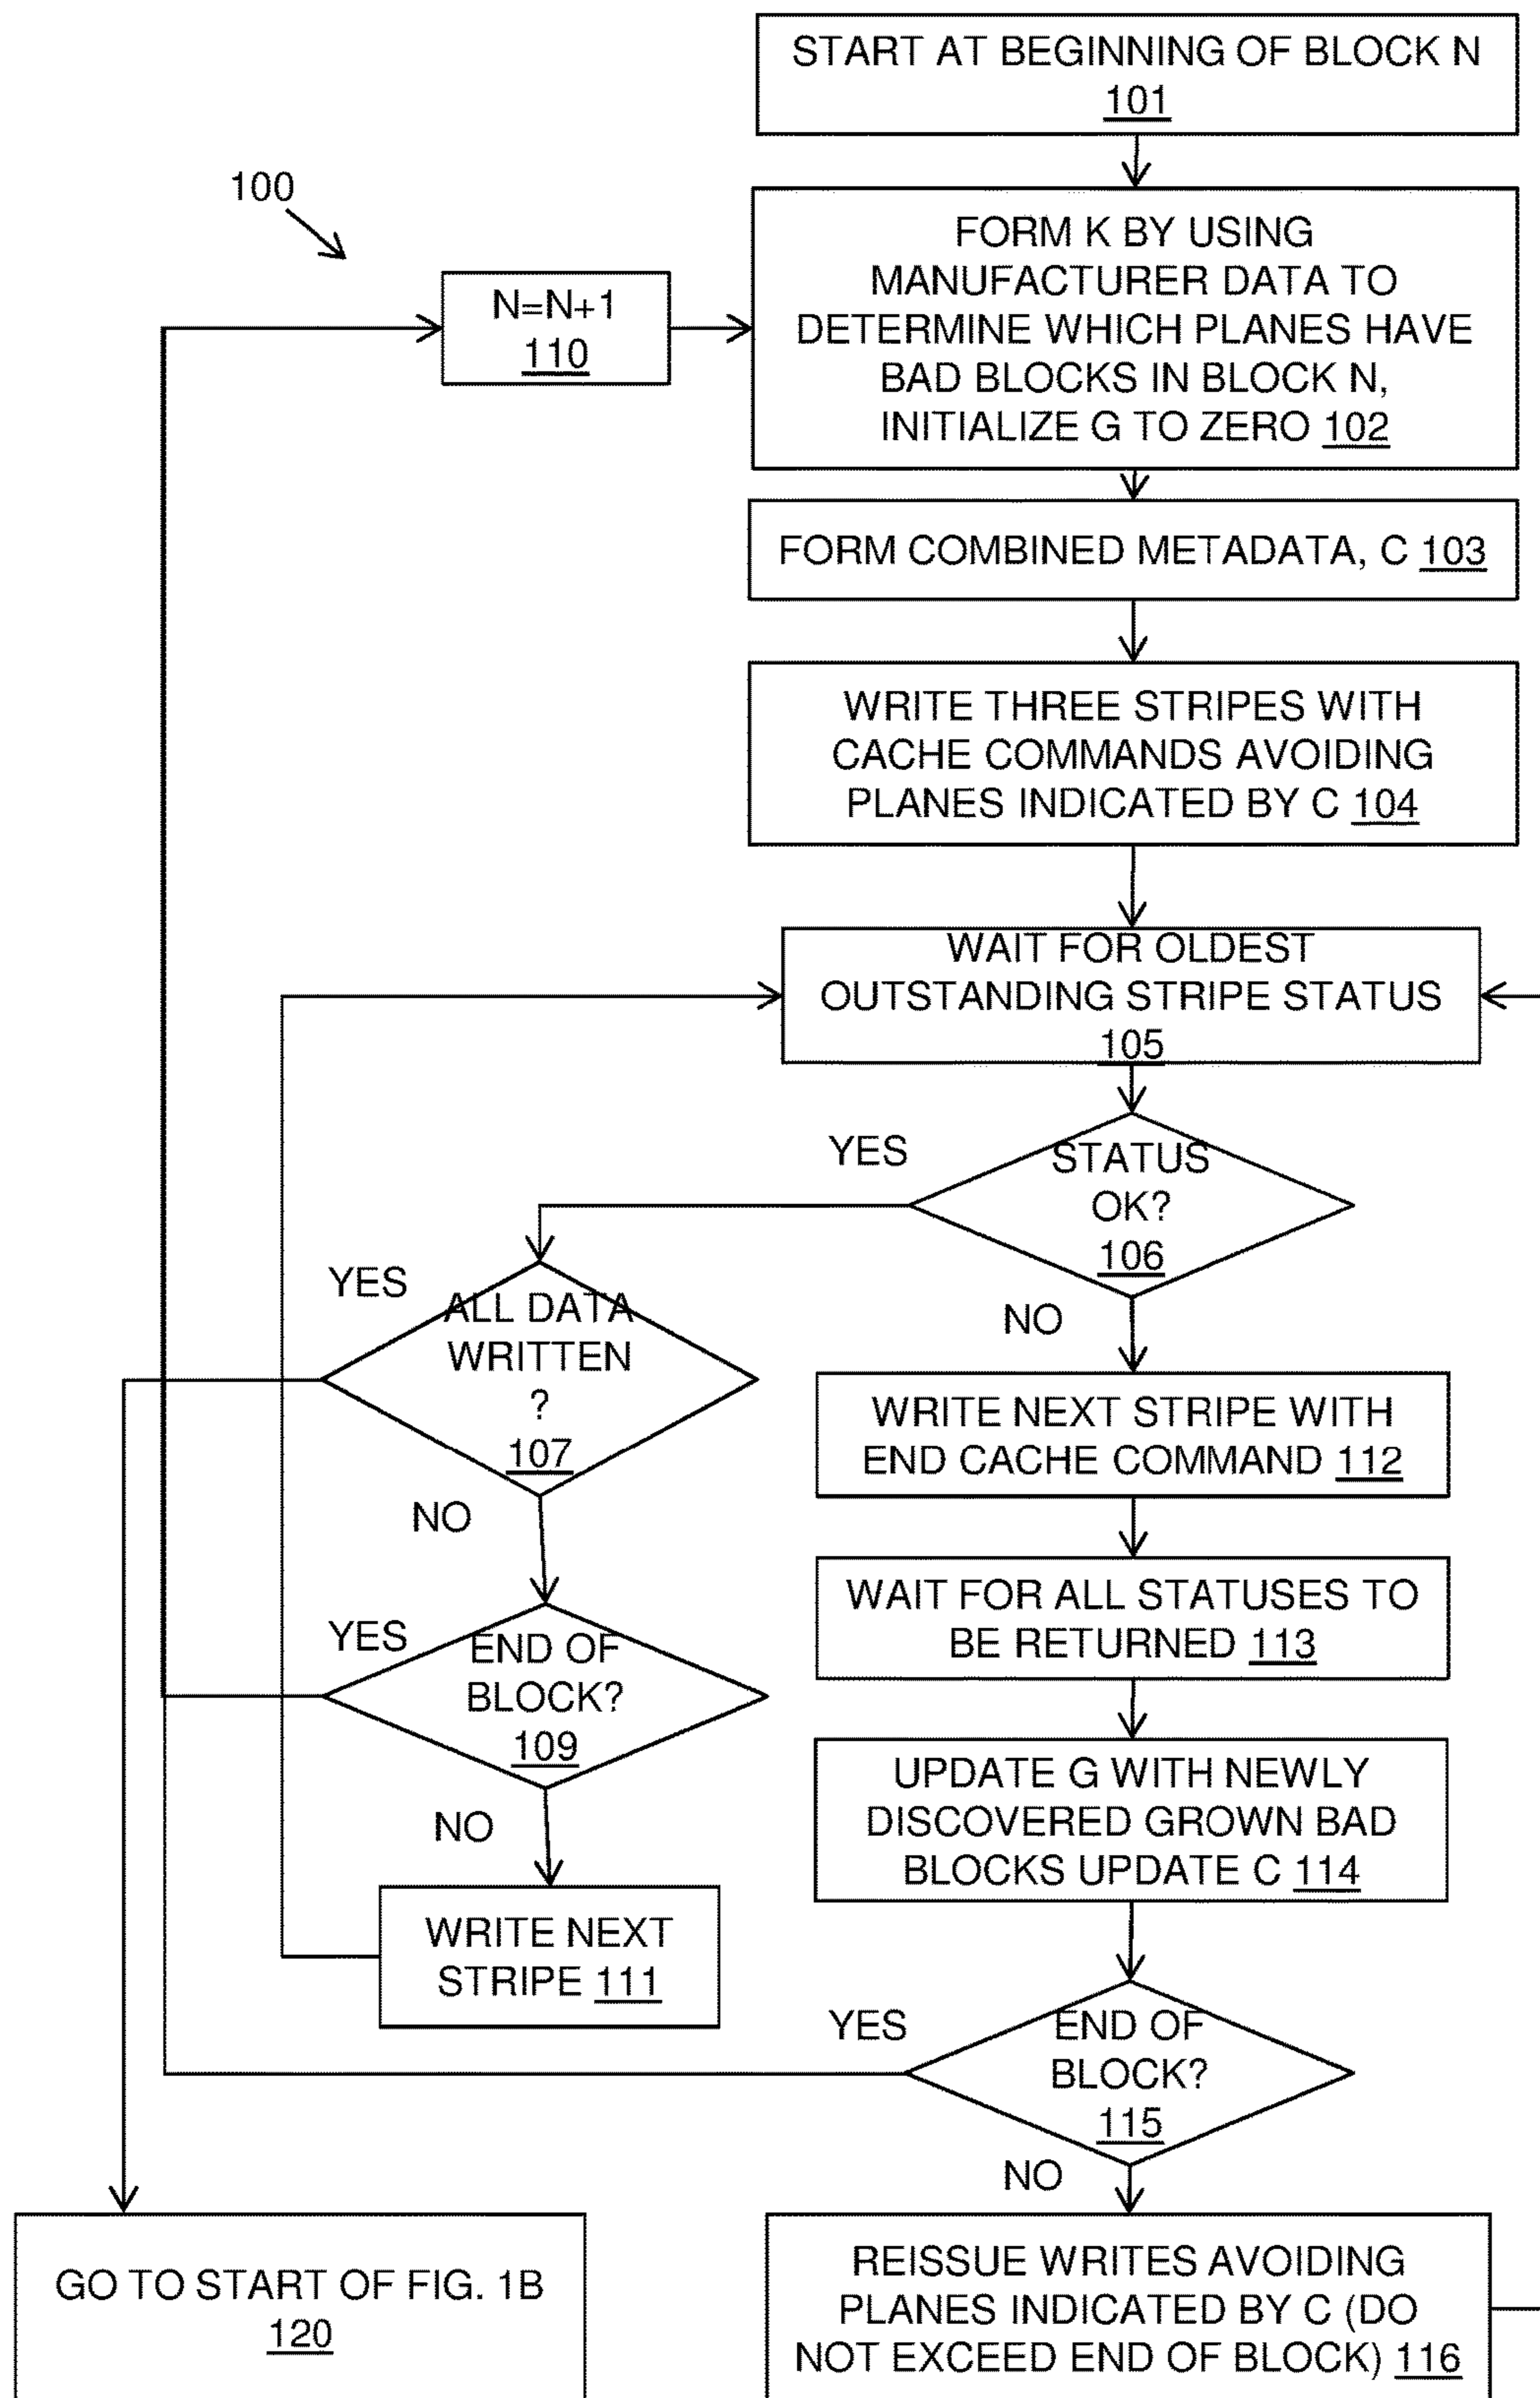 START AT BEGINNING OF BLOCK N
101
100
N=N+1
110
FORM K BY USING
MANUFACTURER DATA TO
DETERMINE WHICH PLANES HAVE
BAD BLOCKS IN BLOCK N,
INITIALIZE G TO ZERO 102
FORM COMBINED METADATA, C 103
WRITE THREE STRIPES WITH
CACHE COMMANDS AVOIDING
PLANES INDICATED BY C 104
WAIT FOR OLDEST
OUTSTANDING STRIPE STATUS
105
YES
STATUS
OK?
106
NO
YES
ALL DATA
WRITTEN
?
107
NO
WRITE NEXT STRIPE WITH
END CACHE COMMAND 112
WAIT FOR ALL STATUSES TO
BE RETURNED 113
YES
END OF
BLOCK?
109
NO
UPDATE G WITH NEWLY
DISCOVERED GROWN BAD
BLOCKS UPDATE C 114
WRITE NEXT
STRIPE 111
YES
END OF
BLOCK?
115
NO
GO TO START OF FIG. 1B
120
REISSUE WRITES AVOIDING
PLANES INDICATED BY C (DO
NOT EXCEED END OF BLOCK) 116